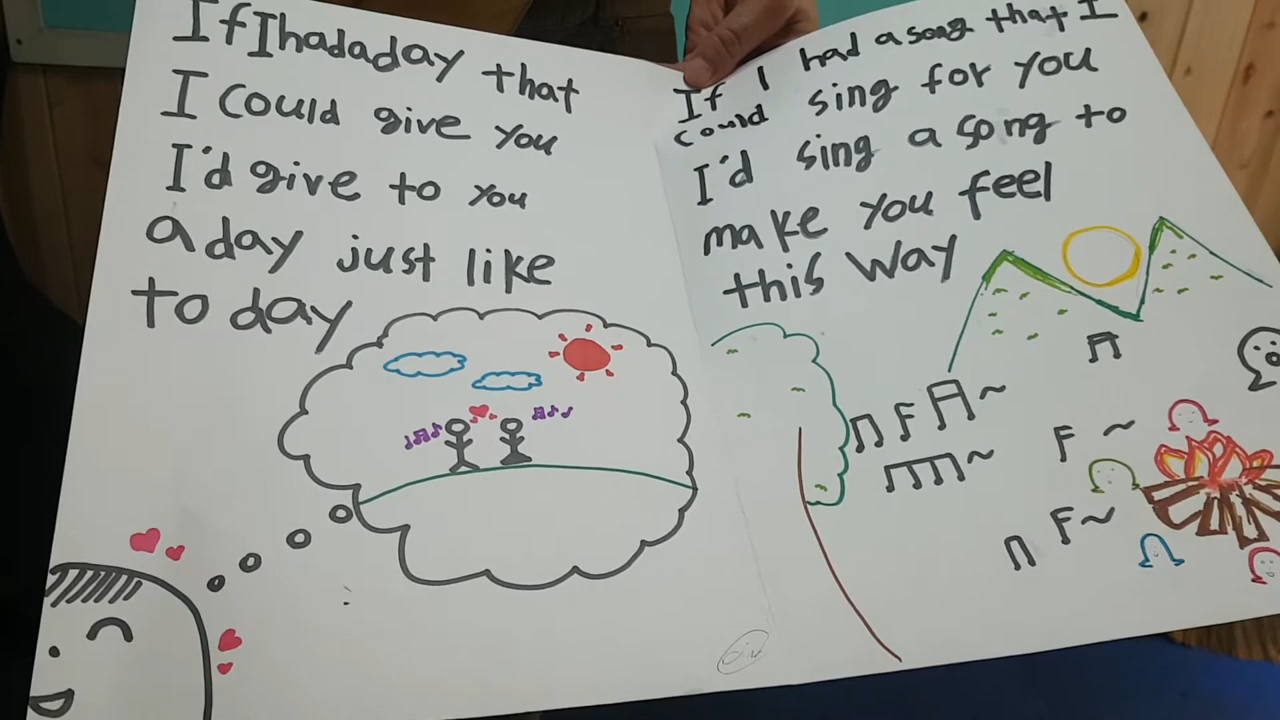 If I had a day that
I could give you
I'd give to you
a day just like
to day
If I had a song that I
could sing for you
I'd sing a song to
make you feel
this way